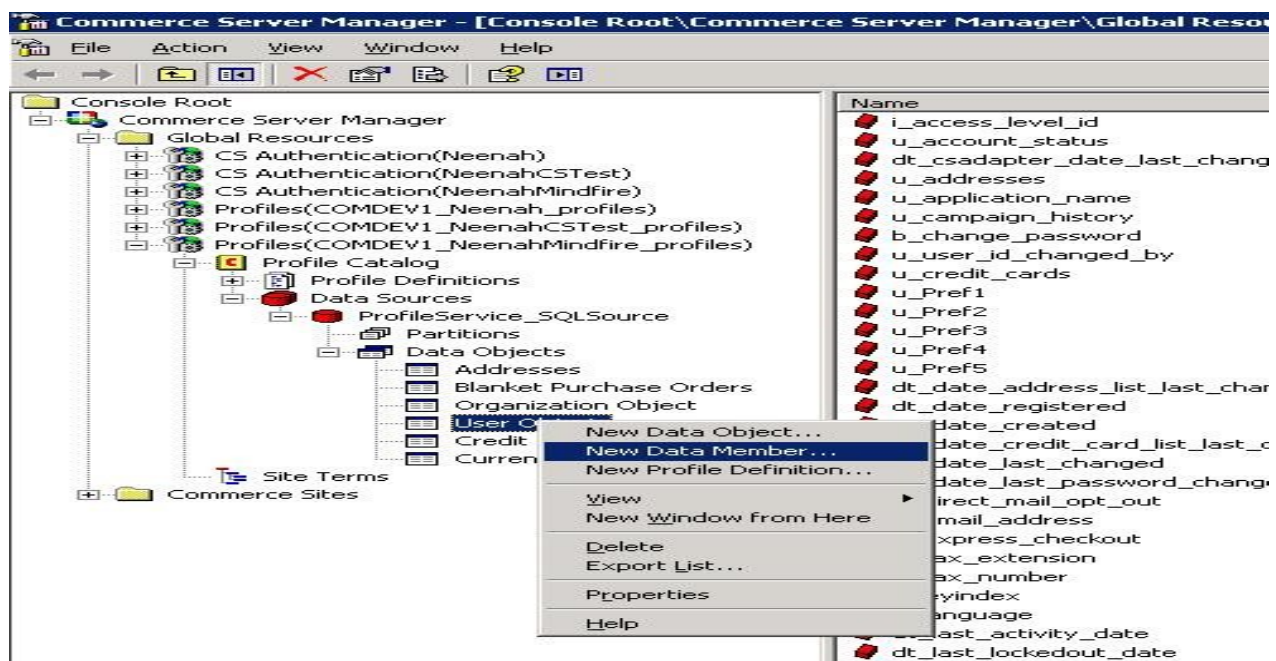 Commerce Server Manager - [Console Root\Commerce Server Manager\Global Resou
File Action View Window Help
Console Root
Commerce Server Manager
Global Resources
CS Authentication(Neenah)
CS Authentication(NeenahCSTest)
CS Authentication(NeenahMindfire)
Profiles(COMDEV1_Neenah_profiles)
Profiles(COMDEV1_NeenahCSTest_profiles)
Profiles(COMDEV1_NeenahMindfire_profiles)
Profile Catalog
Profile Definitions
Data Sources
ProfileService_SQLSource
Partitions
Data Objects
Addresses
Blanket Purchase Orders
Organization Object
User O
Credit
Curren
Site Terms
Commerce Sites
New Data Object...
New Data Member...
New Profile Definition...
View
New Window from Here
Delete
Export List...
Properties
Help
Name
i_access_level_id
u_account_status
dt_csadapter_date_last_chang
u_addresses
u_application_name
u_campaign_history
b_change_password
u_user_id_changed_by
u_credit_cards
u_Pref1
u_Pref2
u_Pref3
u_Pref4
u_Pref5
dt_date_address_list_last_char
dt_date_registered
date_created
date_credit_card_list_last_c
date_last_changed
date_last_password_change
irect_mail_opt_out
mail_address
xpress_checkout
ax_extension
ax_number
eyindex
anguage
last_activity_date
dt_last_lockedout_date